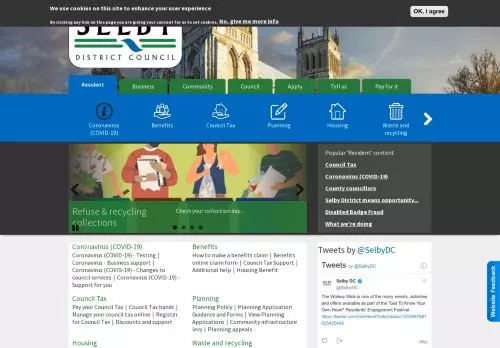 We use cookies on this site to enhance your user experience
By clicking any link on this page you are giving your consent for us to set cookies. No, give me more info
OK, I agree
SELBY
DISTRICT COUNCIL
Resident
Business
Community
Council
Apply
Tell us
Pay for it
Coronavirus
(COVID-19)
Benefits
Council Tax
Planning
Housing
Waste and
recycling
Refuse & recycling
collections
Check your collection day...
Popular 'Resident' content
Council Tax
Coronavirus (COVID-19)
County councillors
Selby District means opportunity...
Disabled Badge Fraud
What we're doing
Coronavirus (COVID-19)
Coronavirus (COVID-19) - Testing |
Coronavirus - Business support |
Coronavirus (COVID-19) - Changes to
council services | Coronavirus (COVID-19) -
Support for you
Benefits
How to make a benefits claim | Benefits
online claim form | Council Tax Support |
Additional help | Housing Benefit
Council Tax
Pay your Council Tax | Council Tax bands |
Manage your council tax online | Register
for Council Tax | Discounts and support
Planning
Planning Policy | Planning Application
Guidance and Forms | View Planning
Applications | Community infrastructure
levy | Planning appeals
Housing
Waste and recycling
Tweets by @SelbyDC
Tweets by @SelbyDC
Selby DC
@SelbyDC
The Wolsey Walk is one of the many events, activities
and offers available as part of the "Get To Know Your
Own Heart" Residents' Engagement Festival.
Website Feedback